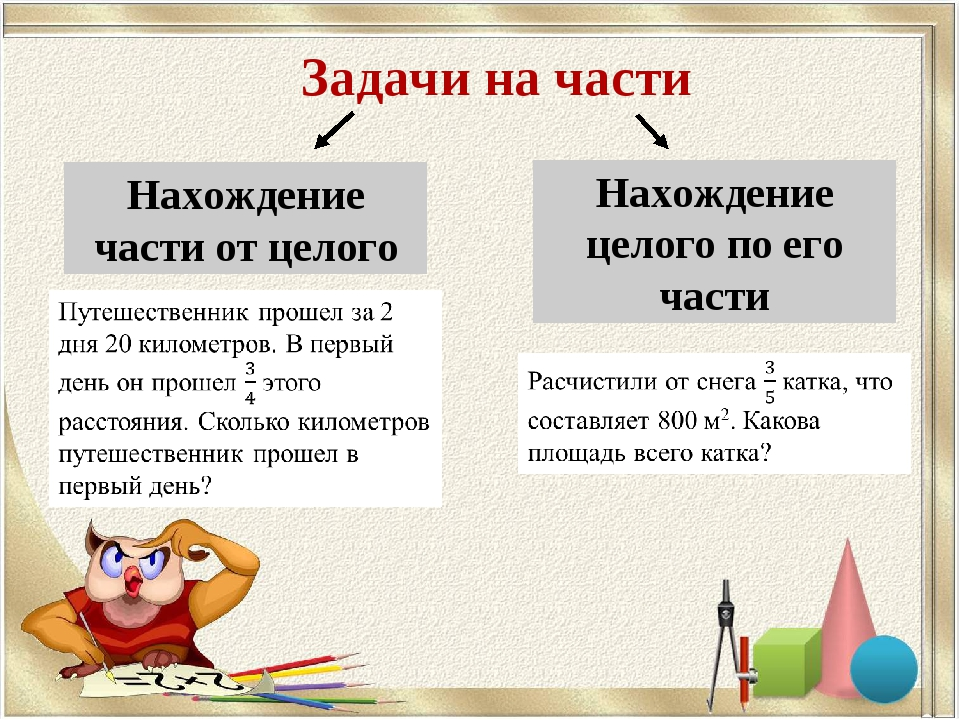 Задачи на части
Нахождение
части от целого
Путешественник прошел за 2
дня 20 километров. В первый
день он прошел 3/4 этого
расстояния. Сколько километров
путешественник прошел в
первый день?
Нахождение
целого по его
части
Расчистили от снега 3/5 катка, что
составляет 800 м². Какова
площадь всего катка?